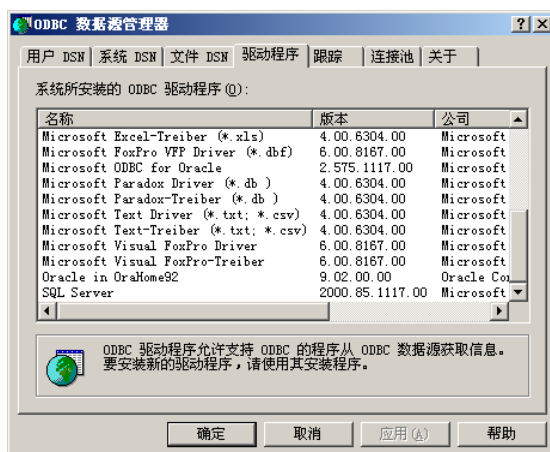 ODBC 数据源管理器
用户 DSN 系统 DSN 文件 DSN 驱动程序 跟踪 连接池 关于
系统所安装的 ODBC 驱动程序(D):
名称 版本 公司
Microsoft Excel-Treiber (*.xls) 4.00.6304.00 Microsoft
Microsoft FoxPro VFP Driver (*.dbf) 6.00.8167.00 Microsoft
Microsoft ODBC for Oracle 2.575.1117.00 Microsoft
Microsoft Paradox Driver (*.db ) 4.00.6304.00 Microsoft
Microsoft Paradox-Treiber (*.db ) 4.00.6304.00 Microsoft
Microsoft Text Driver (*.txt; *.csv) 4.00.6304.00 Microsoft
Microsoft Text-Treiber (*.txt; *.csv) 4.00.6304.00 Microsoft
Microsoft Visual FoxPro Driver 6.00.8167.00 Microsoft
Microsoft Visual FoxPro-Treiber 6.00.8167.00 Microsoft
Oracle in OraHome92 9.02.00.00 Oracle Co
SQL Server 2000.85.1117.00 Microsoft
ODBC 驱动程序允许支持 ODBC 的程序从 ODBC 数据源获取信息。
要安装新的驱动程序，请使用其安装程序。
确定 取消 应用(A) 帮助